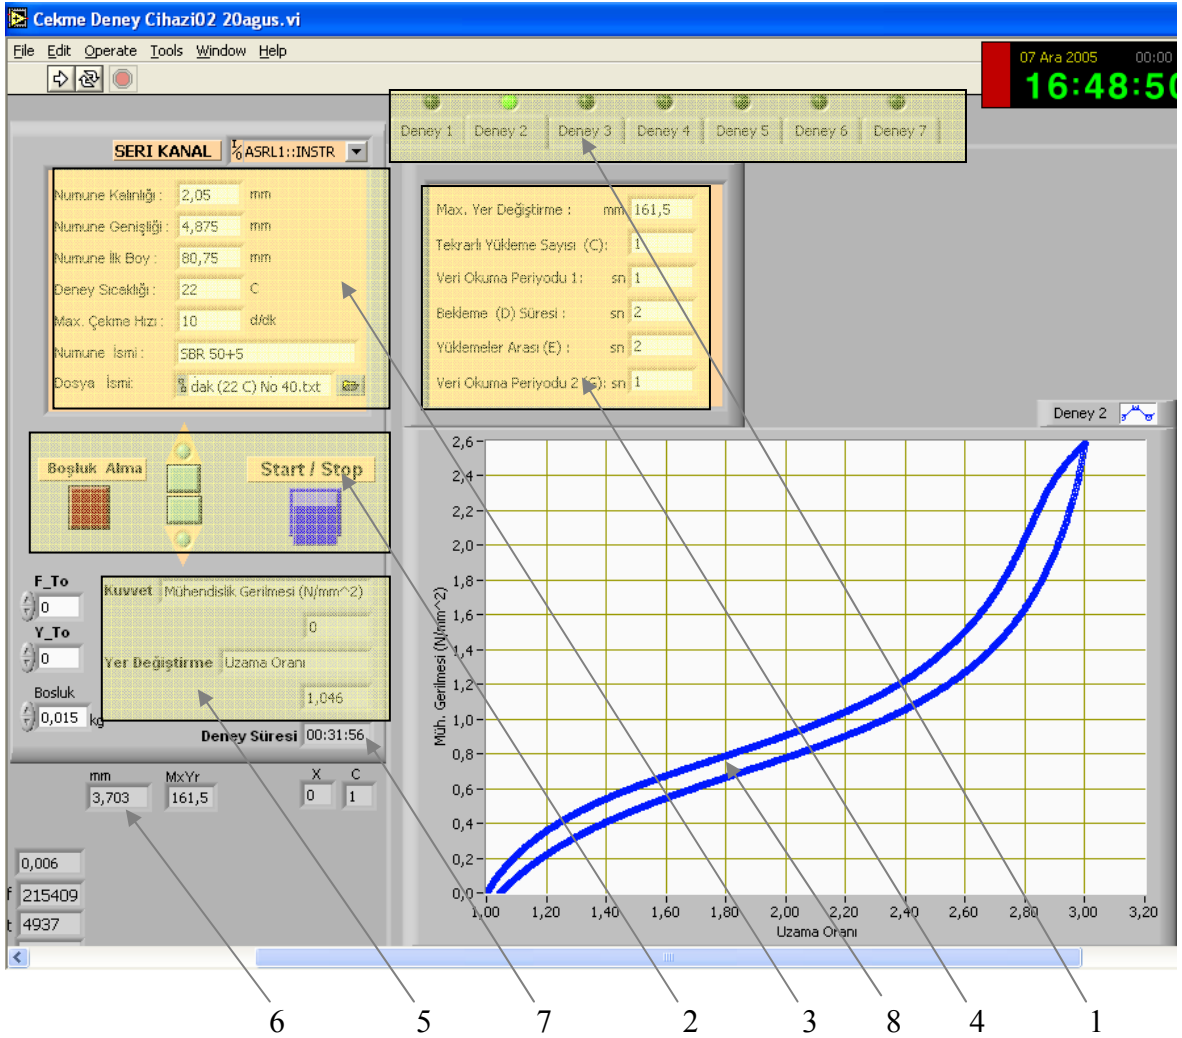 Cekme Deney Cihazi02 20agus.vi
File Edit Operate Tools Window Help
07 Ara 2005 00:00
16:48:50
Deney 1 Deney 2 Deney 3 Deney 4 Deney 5 Deney 6 Deney 7
SERI KANAL ASRL1::INSTR
Numune Kalınlığı : 2,05 mm
Numune Genişliği : 4,875 mm
Numune İlk Boy : 80,75 mm
Deney Sıcaklığı : 22 C
Max. Çekme Hızı : 10 d/dk
Numune İsmi : SBR 50+5
Dosya İsmi: dak (22 C) No 40.txt
Max. Yer Değiştirme : mm 161,5
Tekrarlı Yükleme Sayısı (C): 1
Veri Okuma Periyodu 1: sn 1
Bekleme (D) Süresi : sn 2
Yüklemeler Arası (E) : sn 2
Veri Okuma Periyodu 2 (G): sn 1
Boşluk Alma Start / Stop
F_To
0
Y_To
0
Bosluk
0,015 kg
Kuvvet Mühendislik Gerilmesi (N/mm^2)
0
Yer Değiştirme Uzama Oranı
1,046
Deney Süresi 00:31:56
mm MxYr X C
3,703 161,5 0 1
0,006
f 215409
t 4937
Deney 2
Müh. Gerilmesi (N/mm^2)
2,6
2,4
2,2
2,0
1,8
1,6
1,4
1,2
1,0
0,8
0,6
0,4
0,2
0,0
1,00 1,20 1,40 1,60 1,80 2,00 2,20 2,40 2,60 2,80 3,00 3,20
Uzama Oranı
6 5 7 2 3 8 4 1